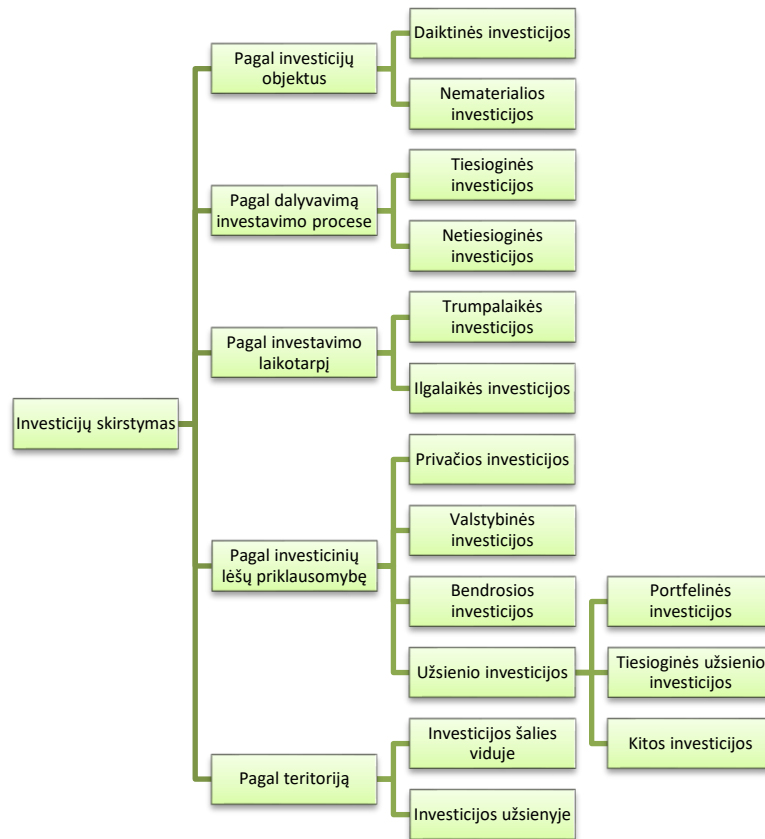 Investicijų skirstymas
Pagal investicijų
objektus
Daiktinės investicijos
Nematerialios
investicijos
Pagal dalyvavimą
investavimo procese
Tiesioginės
investicijos
Netiesioginės
investicijos
Pagal investavimo
laikotarpį
Trumpalaikės
investicijos
Ilgalaikės investicijos
Pagal investicinių
lėšų priklausomybę
Privačios investicijos
Valstybinės
investicijos
Bendrosios
investicijos
Užsienio investicijos
Portfelinės
investicijos
Tiesioginės užsienio
investicijos
Kitos investicijos
Pagal teritoriją
Investicijos šalies
viduje
Investicijos užsienyje